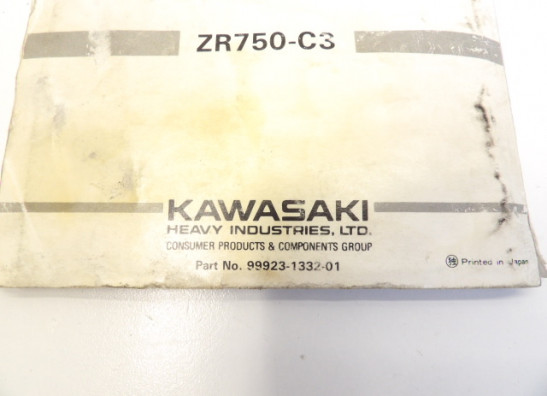 ZR750-C3
KAWASAKI
HEAVY INDUSTRIES, LTD.
CONSUMER PRODUCTS & COMPONENTS GROUP
Part No. 99923-1332-01
Printed in Japan